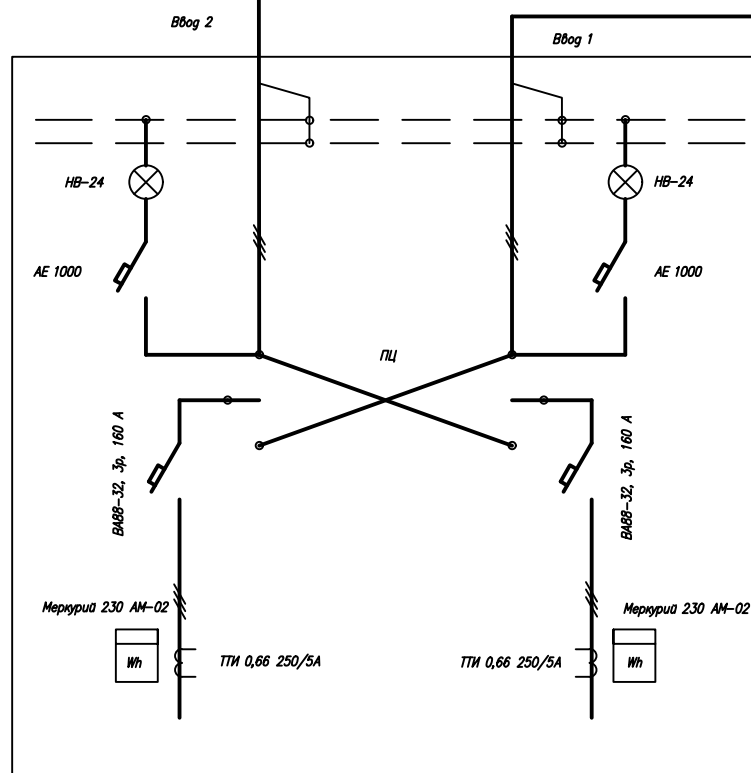 Ввод 2
Ввод 1
НВ-24
НВ-24
АЕ 1000
АЕ 1000
ПЦ
ВА88-32, 3р, 160 А
ВА88-32, 3р, 160 А
Меркурий 230 АМ-02
Меркурий 230 АМ-02
Wh
ТТИ 0,66 250/5А
ТТИ 0,66 250/5А
Wh